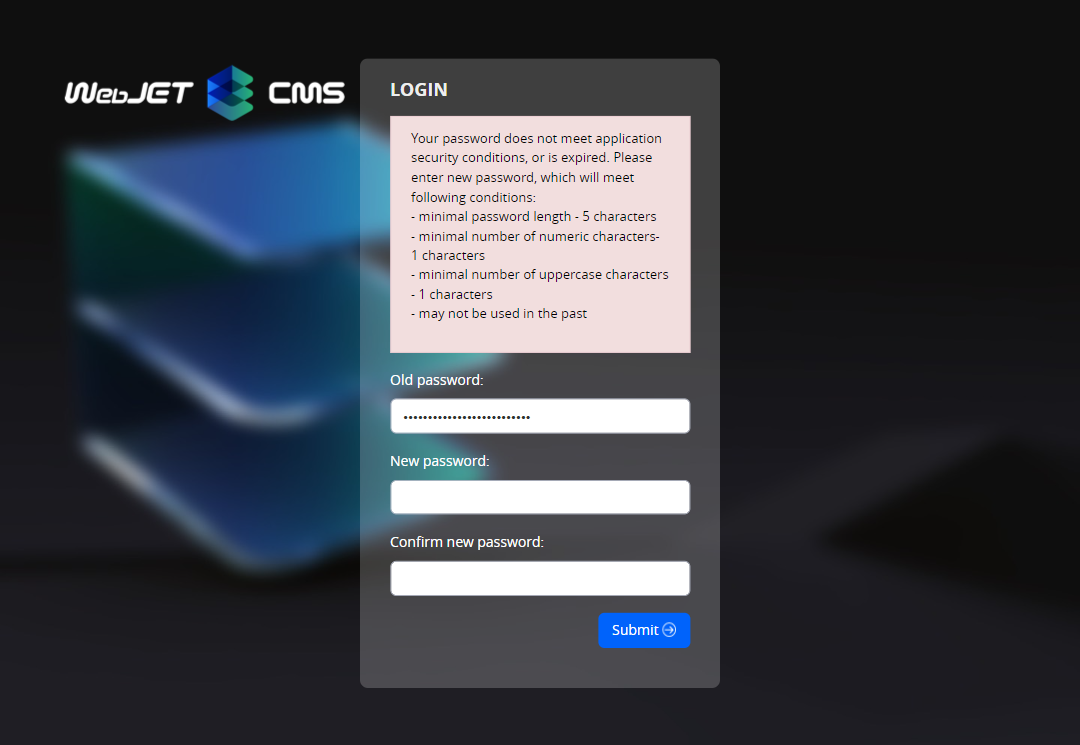 WebJET CMS
LOGIN
Your password does not meet application
security conditions, or is expired. Please
enter new password, which will meet
following conditions:
- minimal password length - 5 characters
- minimal number of numeric characters-
1 characters
- minimal number of uppercase characters
- 1 characters
- may not be used in the past
Old password:
New password:
Confirm new password:
Submit